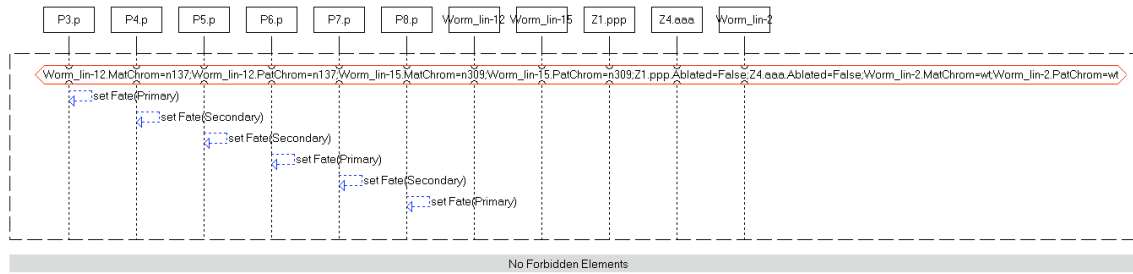 P3.p P4.p P5.p P6.p P7.p P8.p Worm_lin-12 Worm_lin-15 Z1.ppp Z4.aaa Worm_lin-2
Worm_lin-12.MatChrom=n137;Worm_lin-12.PatChrom=n137;Worm_lin-15.MatChrom=n309;Worm_lin-15.PatChrom=n309;Z1.ppp.Ablated=False;Z4.aaa.Ablated=False;Worm_lin-2.MatChrom=wt;Worm_lin-2.PatChrom=wt
set Fate(Primary)
set Fate(Secondary)
set Fate(Secondary)
set Fate(Primary)
set Fate(Secondary)
set Fate(Primary)
No Forbidden Elements